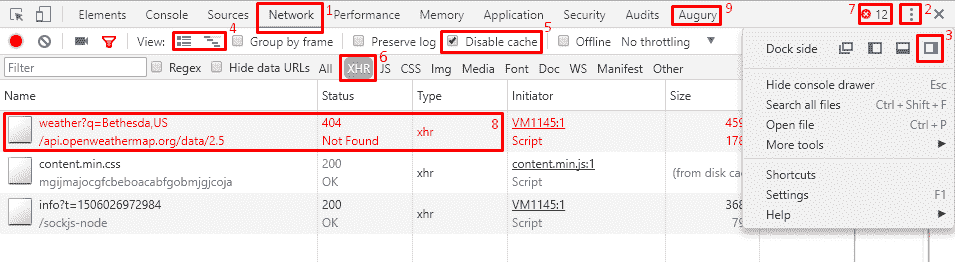 Elements Console Sources Network 1 Performance Memory Application Security Audits Augury 9 7 12 2
View: 4 Group by frame Preserve log Disable cache 5 Offline No throttling
Filter Regex Hide data URLs All XHR 6 JS CSS Img Media Font Doc WS Manifest Other
Name Status Type Initiator Size
weather?q=Bethesda,US 404 xhr VM1145:1 459
/api.openweathermap.org/data/2.5 Not Found 8 Script 178
content.min.css 200 xhr content.min.js:1 (from disk cac
mgijmajocgfcbeboacabfgobmjgjcoja OK Script
info?t=1506026972984 200 xhr VM1145:1 368
/sockjs-node OK Script 79
Dock side 3
Hide console drawer Esc
Search all files Ctrl + Shift + F
Open file Ctrl + P
More tools
Shortcuts
Settings F1
Help